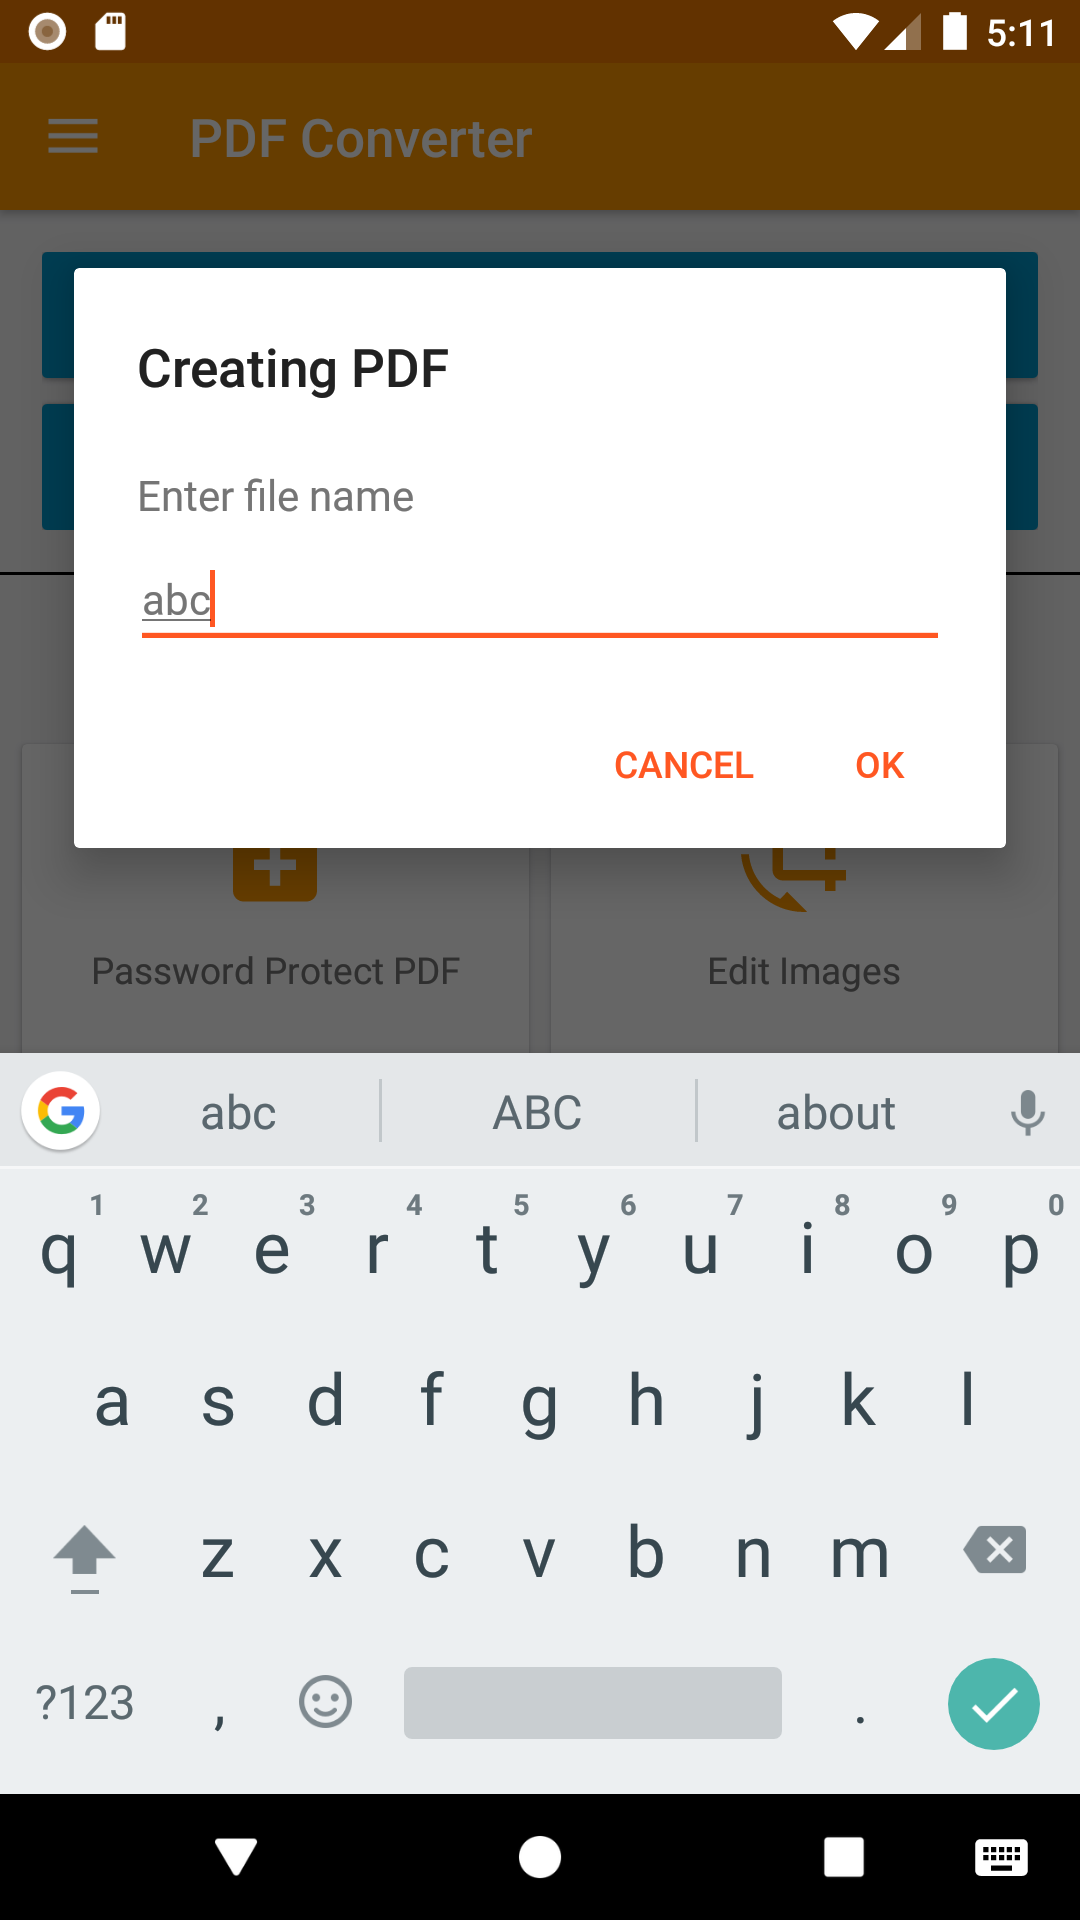 5:11
PDF Converter
Creating PDF
Enter file name
abc
CANCEL OK
Password Protect PDF Edit Images
abc ABC about
1 2 3 4 5 6 7 8 9 0
q w e r t y u i o p
a s d f g h j k l
z x c v b n m
?123 , .